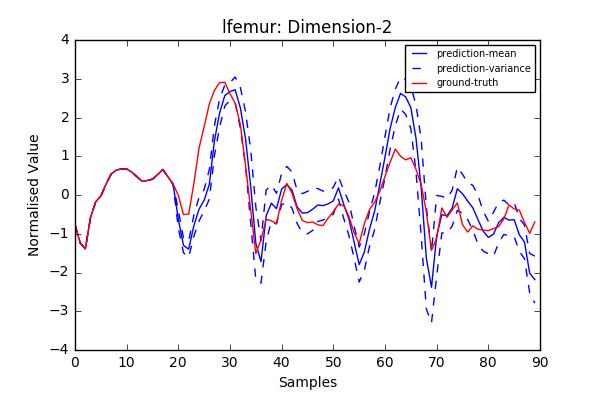 lfemur: Dimension-2
prediction-mean
prediction-variance
ground-truth
Normalised Value
4
3
2
1
0
−1
−2
−3
−4
0 10 20 30 40 50 60 70 80 90
Samples